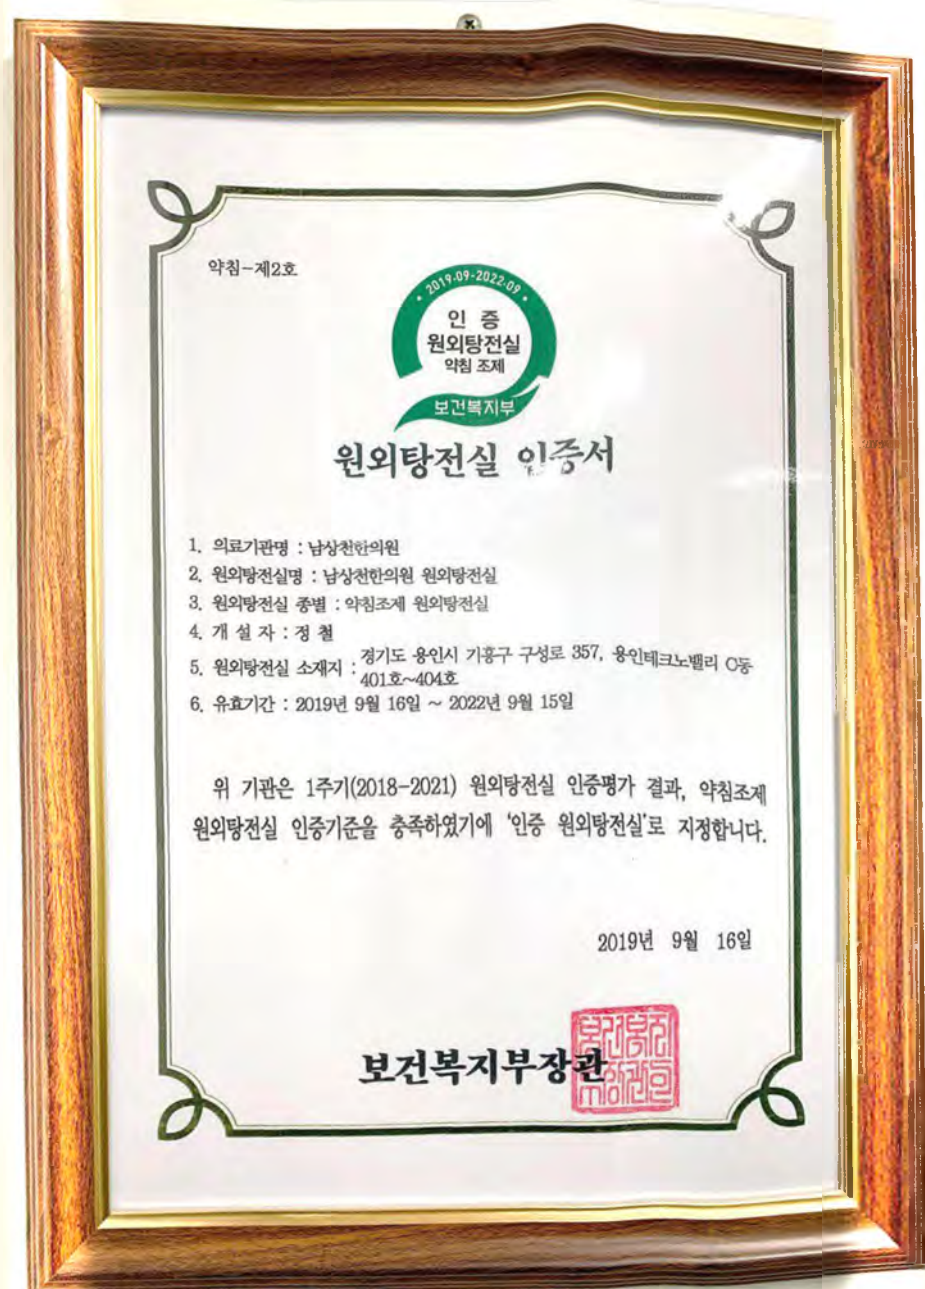 약침-제2호
2019·09-2022·09
인 증
원외탕전실
약침 조제
보건복지부
원외탕전실 인증서
1. 의료기관명 : 남상천한의원
2. 원외탕전실명 : 남상천한의원 원외탕전실
3. 원외탕전실 종별 : 약침조제 원외탕전실
4. 개 설 자 : 정 철
5. 원외탕전실 소재지 : 경기도 용인시 기흥구 구성로 357, 용인테크노밸리 C동
401호~404호
6. 유효기간 : 2019년 9월 16일 ~ 2022년 9월 15일
위 기관은 1주기(2018-2021) 원외탕전실 인증평가 결과, 약침조제
원외탕전실 인증기준을 충족하였기에 '인증 원외탕전실'로 지정합니다.
2019년 9월 16일
보건복지부장관